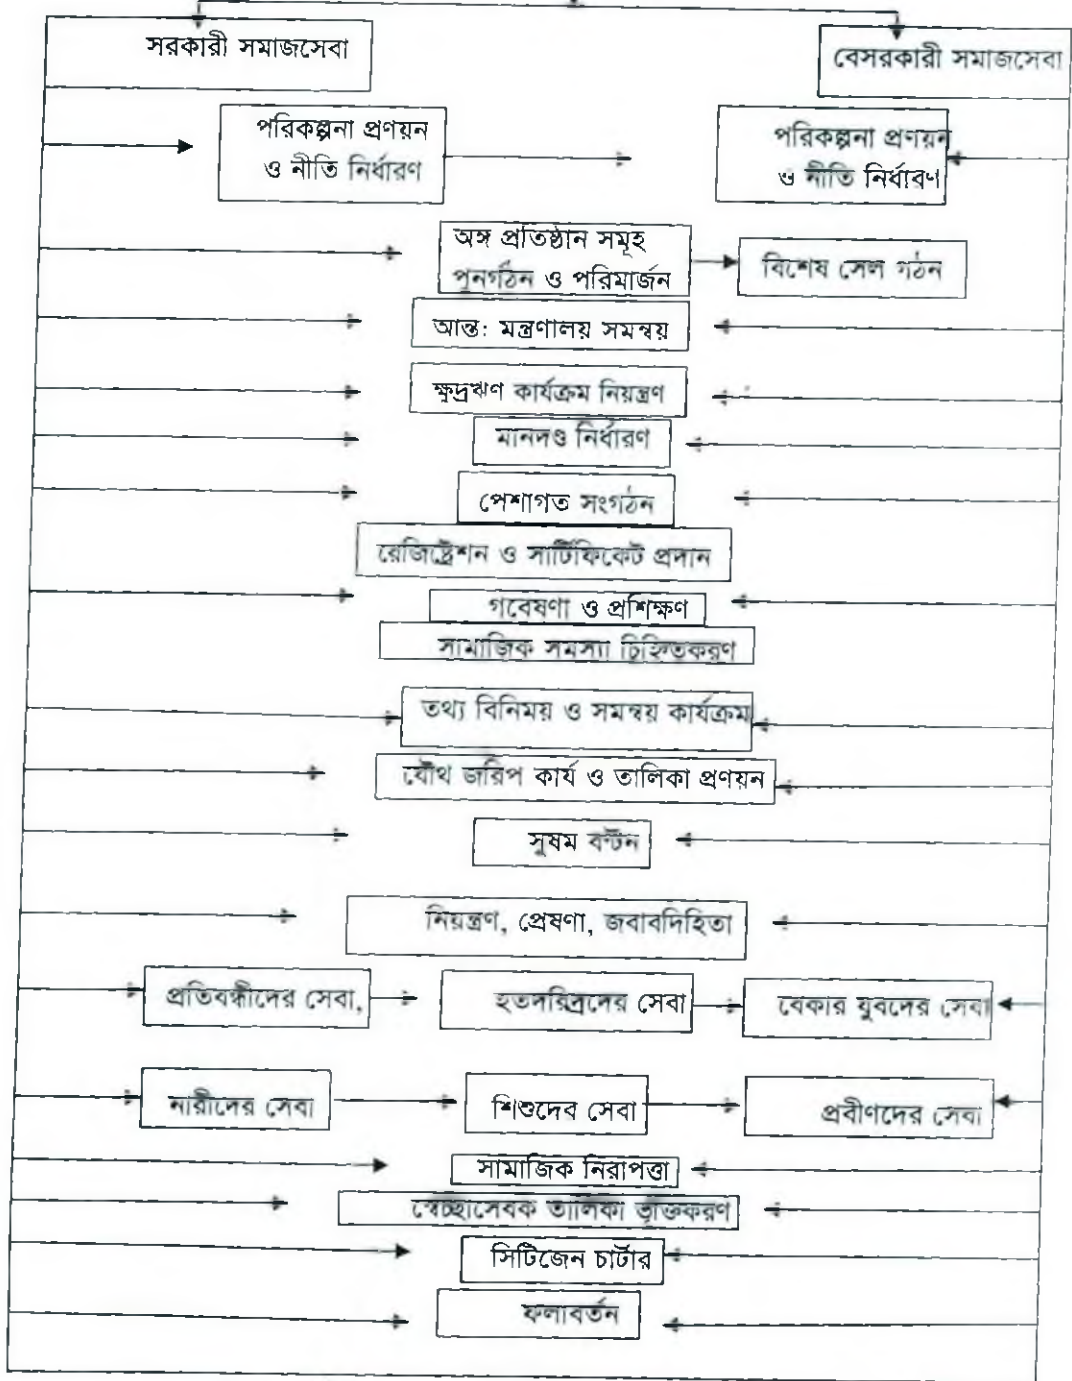 সরকারী সমাজসেবা
বেসরকারী সমাজসেবা
পরিকল্পনা প্রণয়ন
ও নীতি নির্ধারণ
পরিকল্পনা প্রণয়ন
ও নীতি নির্ধারণ
অঙ্গ প্রতিষ্ঠান সমূহ
পুনর্গঠন ও পরিমার্জন
বিশেষ সেল গঠন
আন্ত: মন্ত্রণালয় সমন্বয়
ক্ষুদ্রঋণ কার্যক্রম নিয়ন্ত্রণ
মানদণ্ড নির্ধারণ
পেশাগত সংগঠন
রেজিষ্ট্রেশন ও সার্টিফিকেট প্রদান
গবেষণা ও প্রশিক্ষণ
সামাজিক সমস্যা চিহ্নিতকরণ
তথ্য বিনিময় ও সমন্বয় কার্যক্রম
যৌথ জরিপ কার্য ও তালিকা প্রণয়ন
সুষম বন্টন
নিয়ন্ত্রণ, প্রেষণা, জবাবদিহিতা
প্রতিবন্ধীদের সেবা,
হতদরিদ্রদের সেবা
বেকার যুবদের সেবা
নারীদের সেবা
শিশুদেব সেবা
প্রবীণদের সেবা
সামাজিক নিরাপত্তা
স্বেচ্ছাসেবক তালিকা ভূক্তিকরণ
সিটিজেন চার্টার
ফলাবর্তন